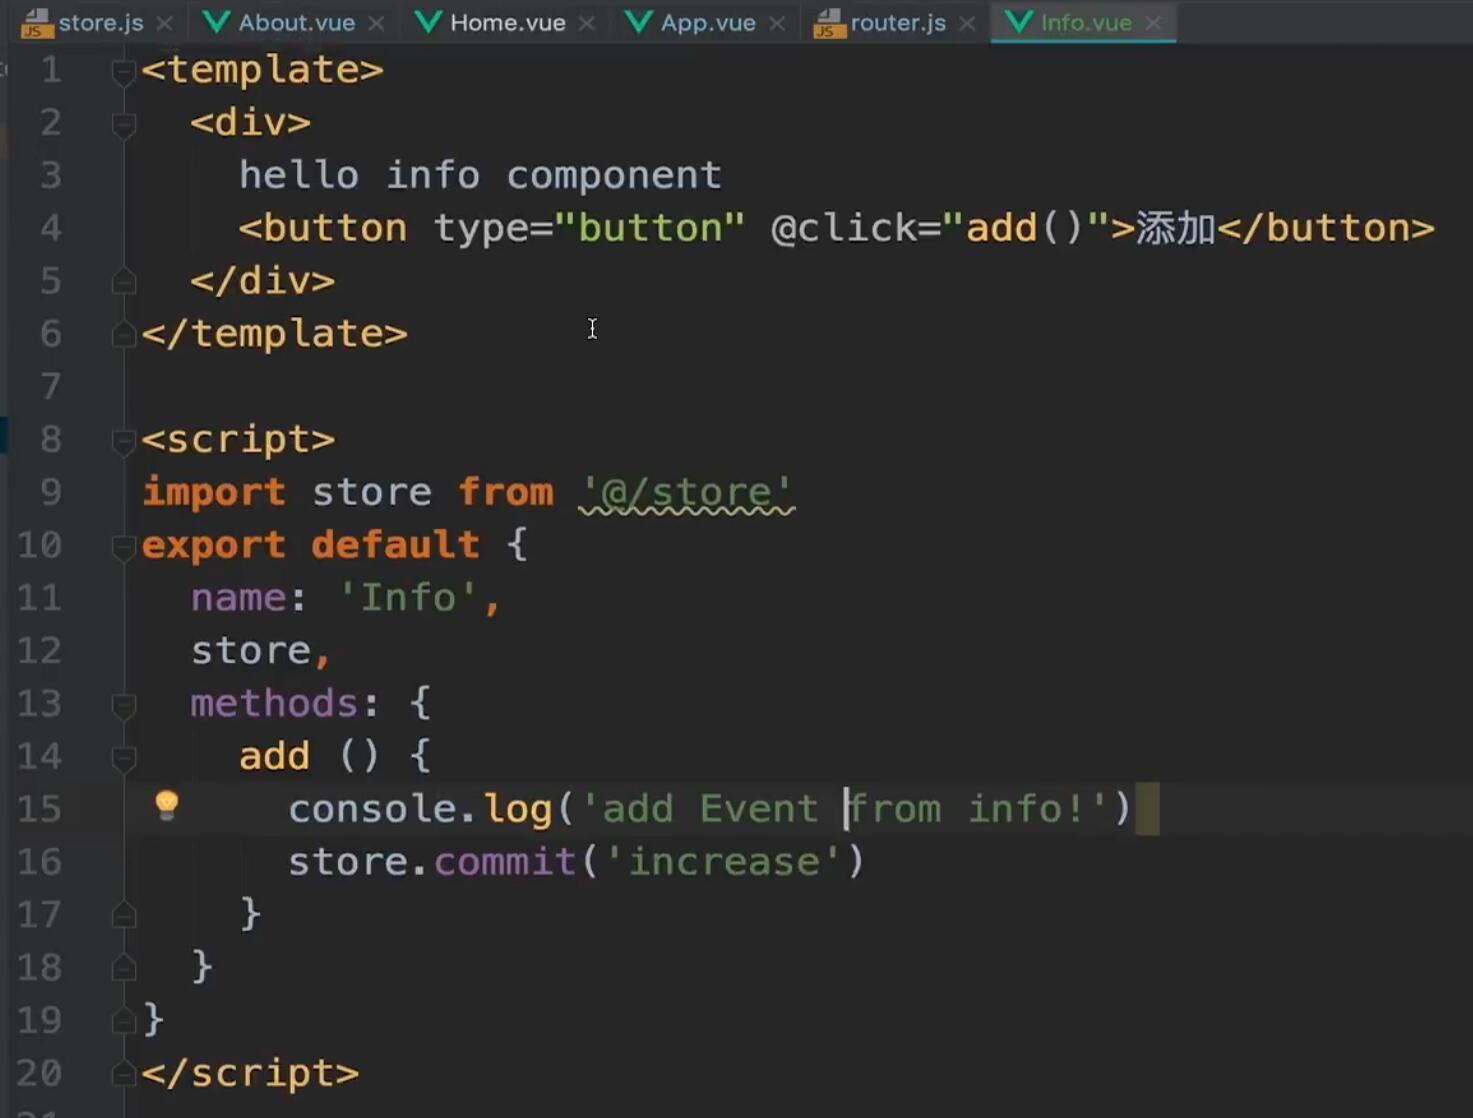 store.js About.vue Home.vue App.vue router.js Info.vue
1 <template>
2 <div>
3 hello info component
4 <button type="button" @click="add()">添加</button>
5 </div>
6 </template>
7
8 <script>
9 import store from '@/store'
10 export default {
11 name: 'Info',
12 store,
13 methods: {
14 add () {
15 console.log('add Event from info!')
16 store.commit('increase')
17 }
18 }
19 }
20 </script>